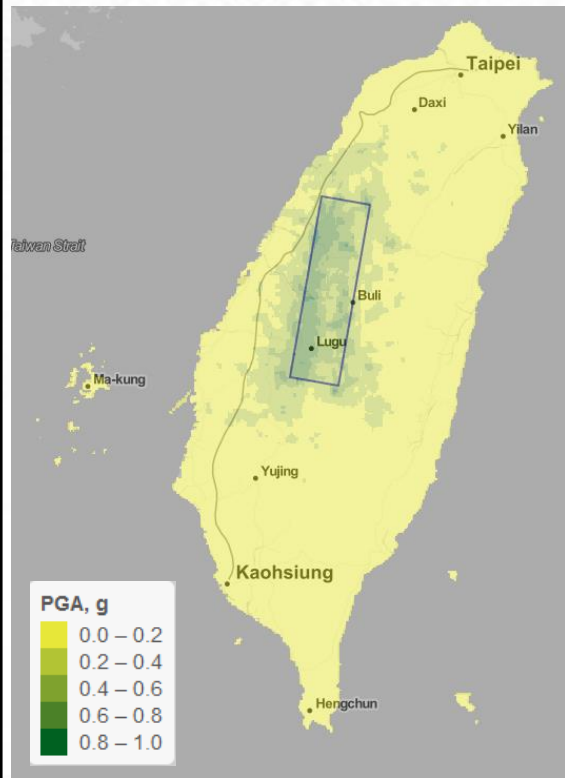 Taipei
Daxi
Yilan
Taiwan Strait
Buli
Lugu
Ma-kung
Yujing
Kaohsiung
PGA, g
0.0 – 0.2
0.2 – 0.4
0.4 – 0.6
0.6 – 0.8
0.8 – 1.0
Hengchun